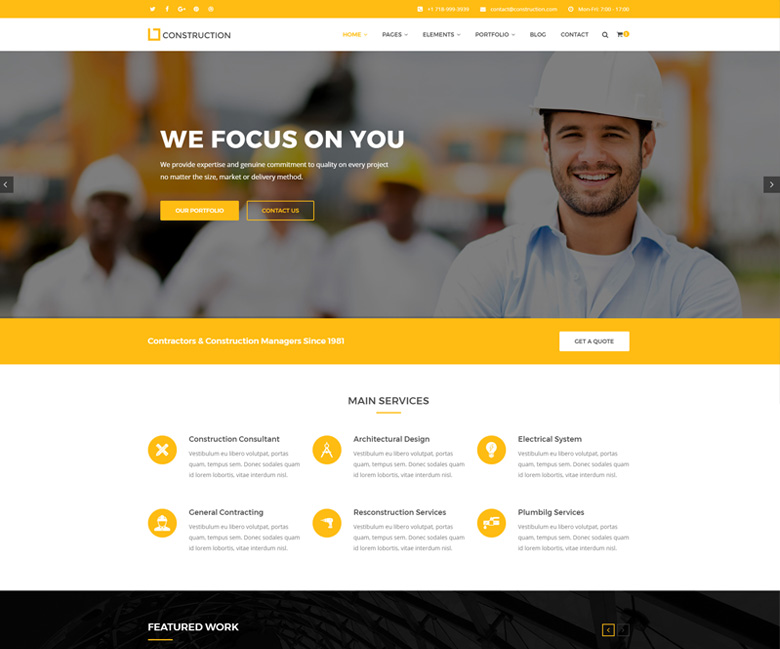 +1 718-999-3939 contact@construction.com Mon-Fri: 7:00 - 17:00
CONSTRUCTION HOME PAGES ELEMENTS PORTFOLIO BLOG CONTACT
WE FOCUS ON YOU
We provide expertise and genuine commitment to quality on every project
no matter the size, market or delivery method.
OUR PORTFOLIO CONTACT US
Contractors & Construction Managers Since 1981 GET A QUOTE
MAIN SERVICES
Construction Consultant
Vestibulum eu libero volutpat, portas
quam, tempus sem. Donec sodales quam
id lorem lobortis, vitae interdum nisl.
Architectural Design
Vestibulum eu libero volutpat, portas
quam, tempus sem. Donec sodales quam
id lorem lobortis, vitae interdum nisl.
Electrical System
Vestibulum eu libero volutpat, portas
quam, tempus sem. Donec sodales quam
id lorem lobortis, vitae interdum nisl.
General Contracting
Vestibulum eu libero volutpat, portas
quam, tempus sem. Donec sodales quam
id lorem lobortis, vitae interdum nisl.
Resconstruction Services
Vestibulum eu libero volutpat, portas
quam, tempus sem. Donec sodales quam
id lorem lobortis, vitae interdum nisl.
Plumbilg Services
Vestibulum eu libero volutpat, portas
quam, tempus sem. Donec sodales quam
id lorem lobortis, vitae interdum nisl.
FEATURED WORK